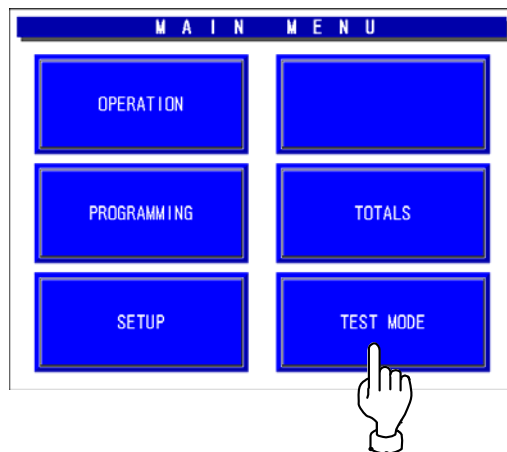 MAIN MENU
OPERATION
PROGRAMMING
TOTALS
SETUP
TEST MODE